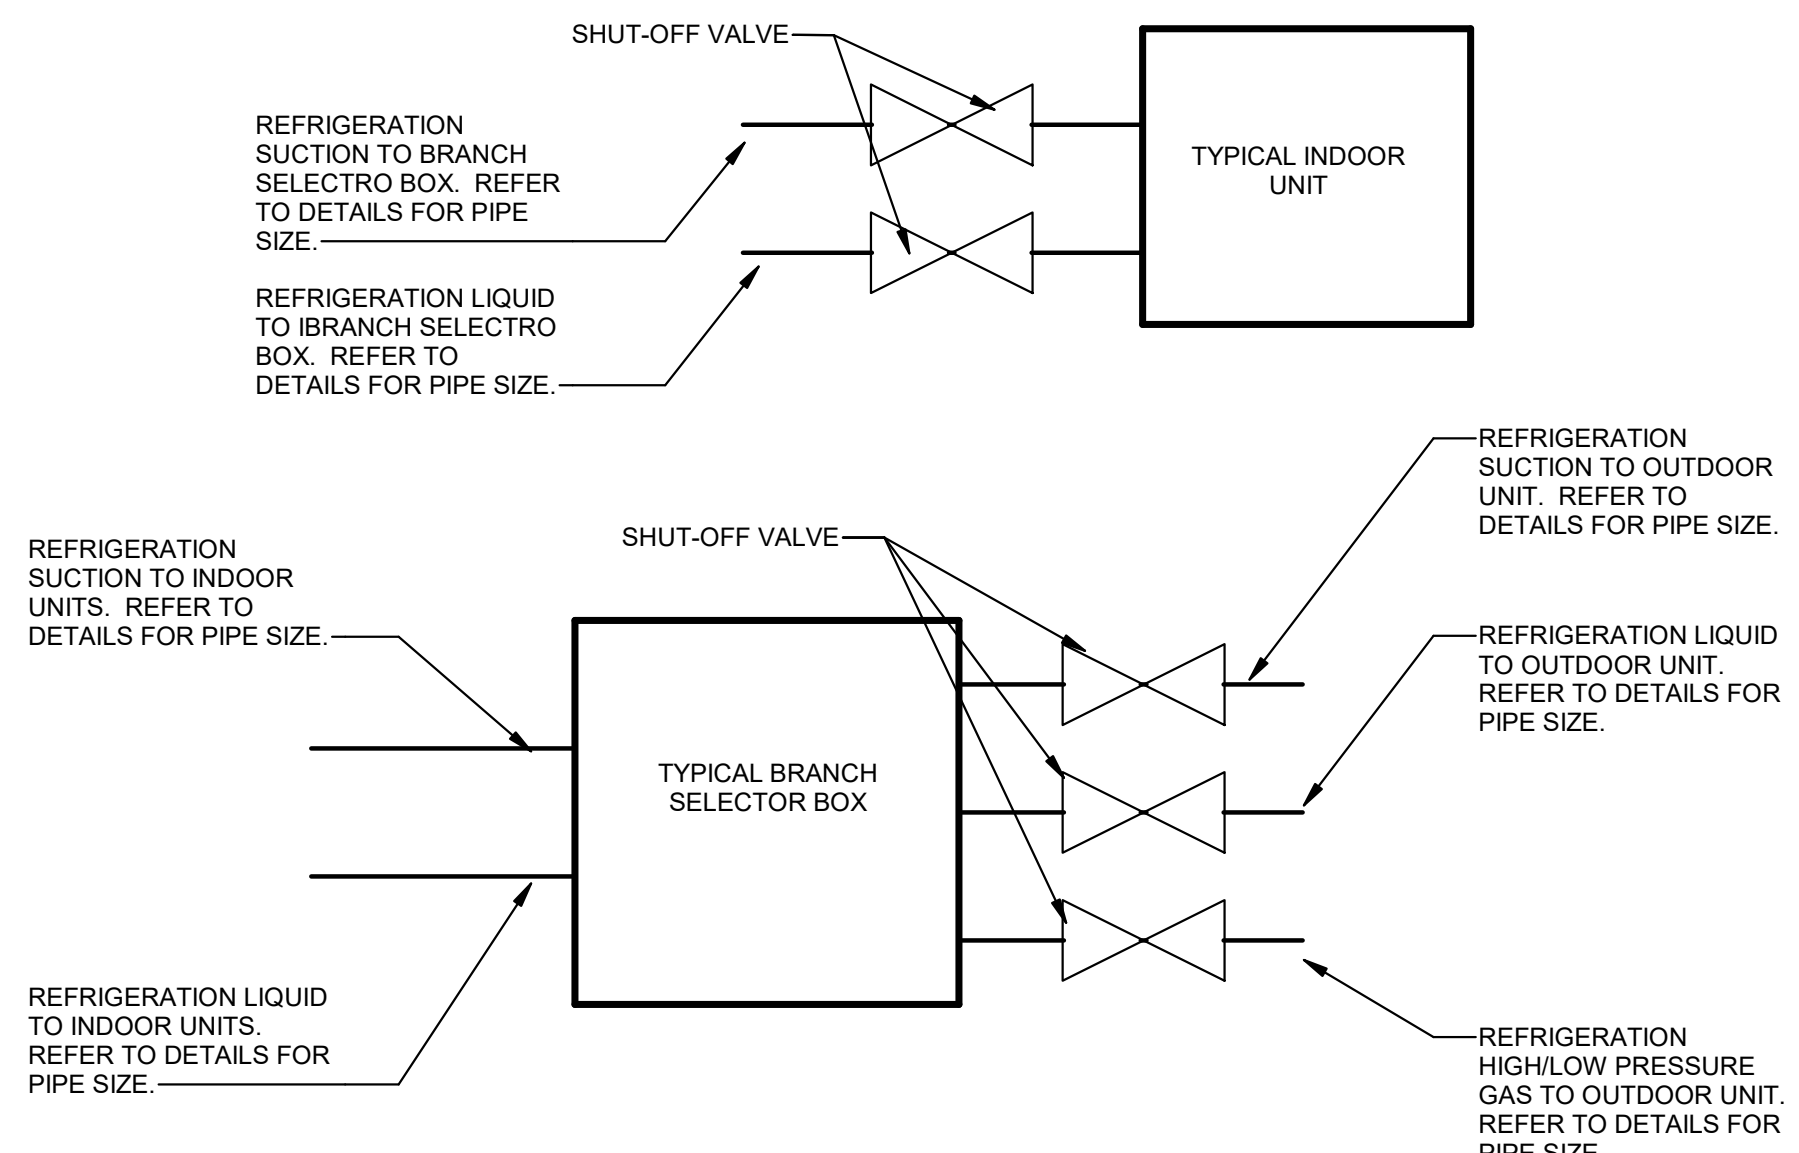 SHUT-OFF VALVE
REFRIGERATION
SUCTION TO BRANCH
SELECTRO BOX. REFER
TO DETAILS FOR PIPE
SIZE.
TYPICAL INDOOR
UNIT
REFRIGERATION LIQUID
TO IBRANCH SELECTRO
BOX. REFER TO
DETAILS FOR PIPE SIZE.
REFRIGERATION
SUCTION TO OUTDOOR
UNIT. REFER TO
DETAILS FOR PIPE SIZE.
SHUT-OFF VALVE
REFRIGERATION
SUCTION TO INDOOR
UNITS. REFER TO
DETAILS FOR PIPE SIZE.
REFRIGERATION LIQUID
TO OUTDOOR UNIT.
REFER TO DETAILS FOR
PIPE SIZE.
TYPICAL BRANCH
SELECTOR BOX
REFRIGERATION LIQUID
TO INDOOR UNITS.
REFER TO DETAILS FOR
PIPE SIZE.
REFRIGERATION
HIGH/LOW PRESSURE
GAS TO OUTDOOR UNIT.
REFER TO DETAILS FOR
PIPE SIZE